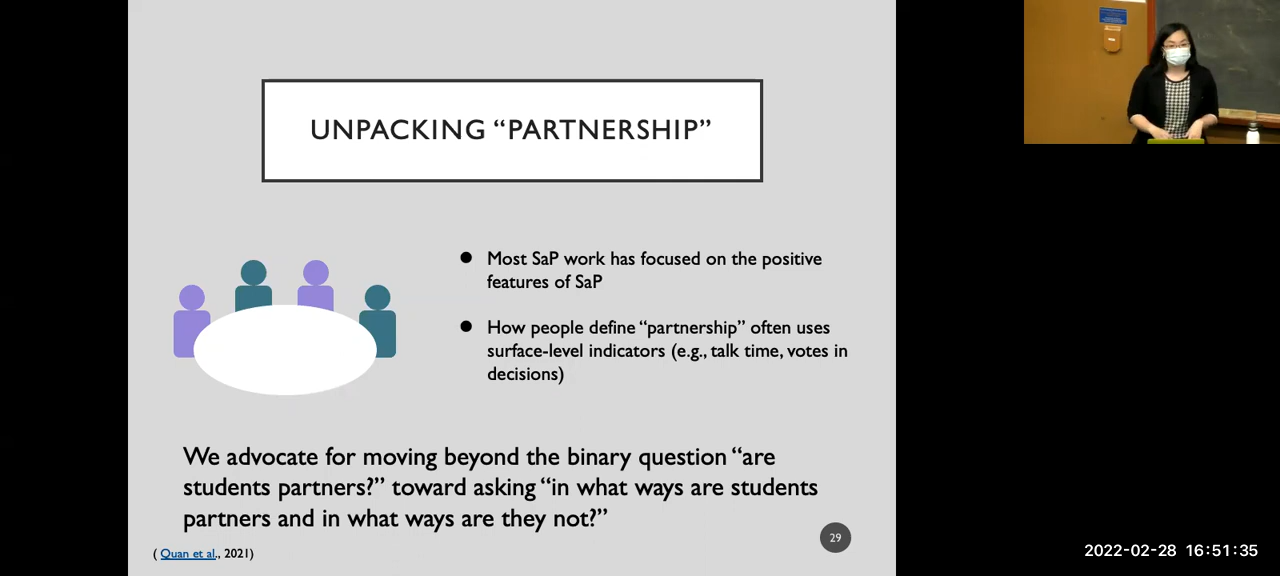 UNPACKING “PARTNERSHIP”
● Most SaP work has focused on the positive
features of SaP
● How people define “partnership” often uses
surface-level indicators (e.g., talk time, votes in
decisions)
We advocate for moving beyond the binary question “are
students partners?” toward asking “in what ways are students
partners and in what ways are they not?”
( Quan et al., 2021)
29
2022-02-28 16:51:35